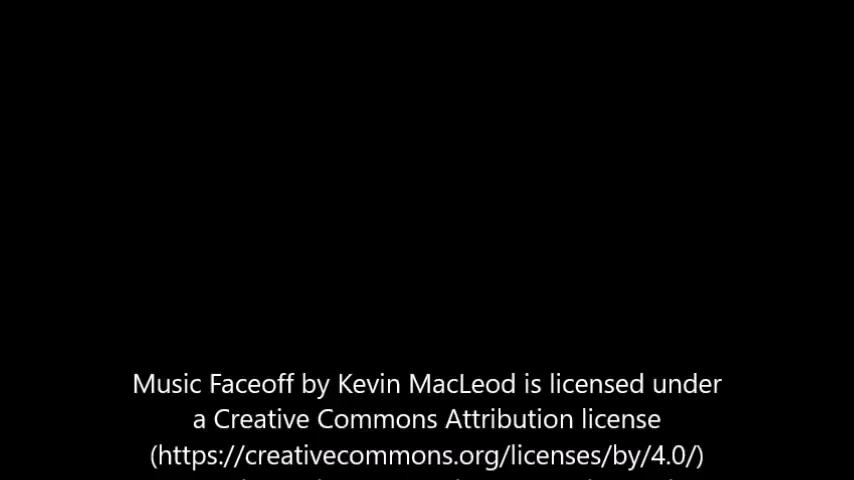 Music Faceoff by Kevin MacLeod is licensed under
a Creative Commons Attribution license
(https://creativecommons.org/licenses/by/4.0/)